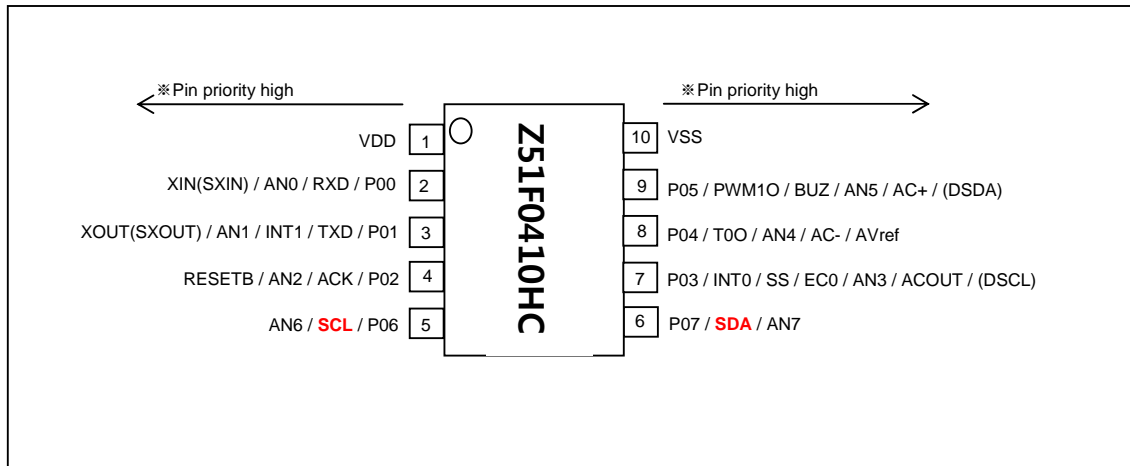 ※Pin priority high
※Pin priority high
VDD 1
10 VSS
XIN(SXIN) / AN0 / RXD / P00 2
9 P05 / PWM1O / BUZ / AN5 / AC+ / (DSDA)
XOUT(SXOUT) / AN1 / INT1 / TXD / P01 3
8 P04 / T0O / AN4 / AC- / AVref
RESETB / AN2 / ACK / P02 4
7 P03 / INT0 / SS / EC0 / AN3 / ACOUT / (DSCL)
AN6 / SCL / P06 5
6 P07 / SDA / AN7
Z51F0410HC